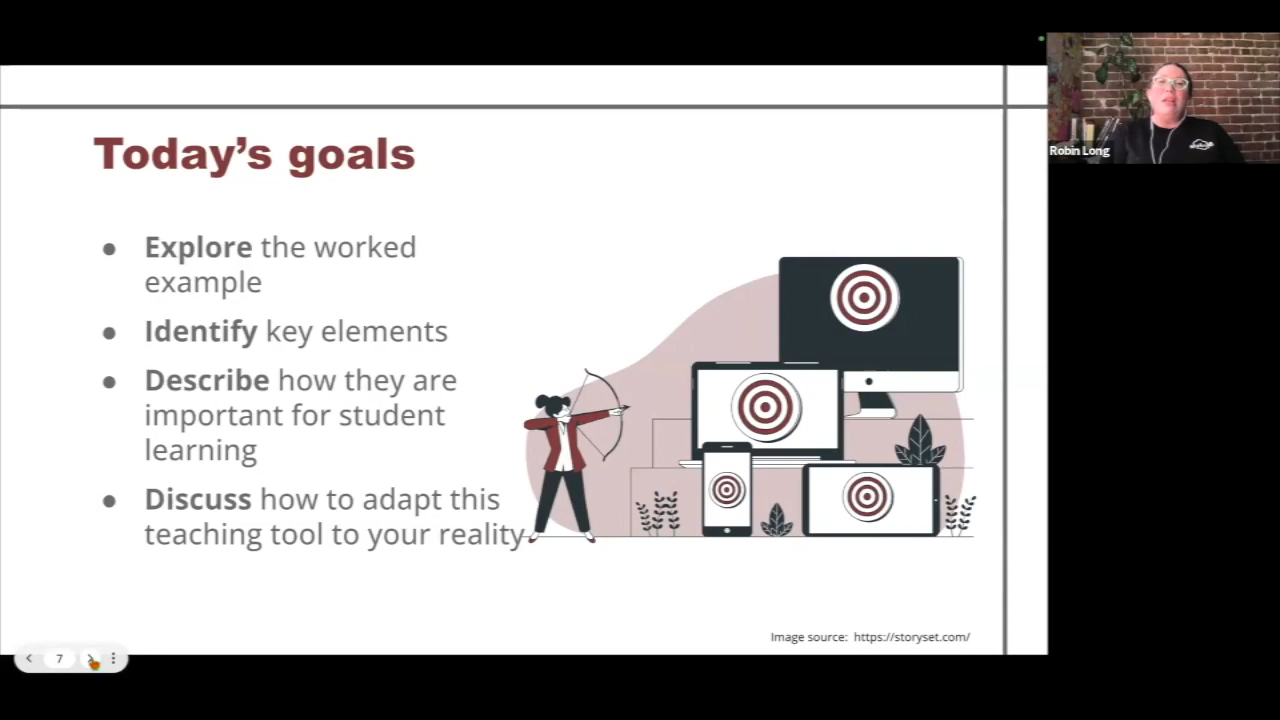 Today's goals
● Explore the worked
example
● Identify key elements
● Describe how they are
important for student
learning
● Discuss how to adapt this
teaching tool to your reality
Image source: https://storyset.com/
7
Robin Long